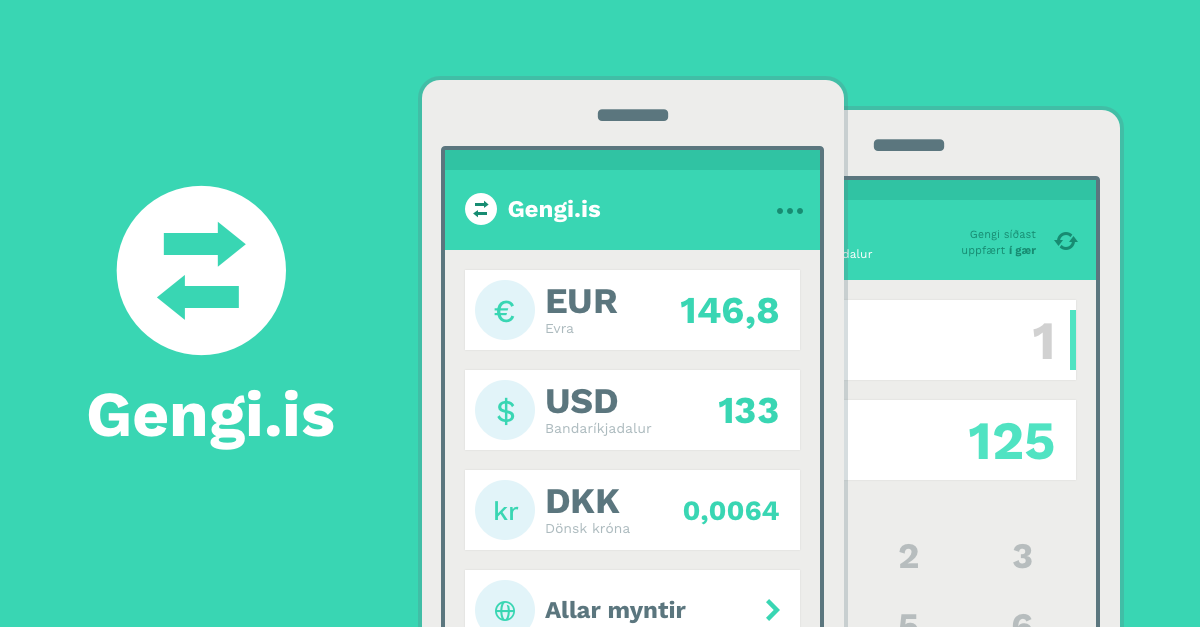 Gengi.is
Gengi.is
€
EUR
Evra
146,8
$
USD
Bandaríkjadalur
133
kr
DKK
Dönsk króna
0,0064
Allar myntir
dalur
Gengi síðast
uppfært í gær
1
125
2 3
5 6